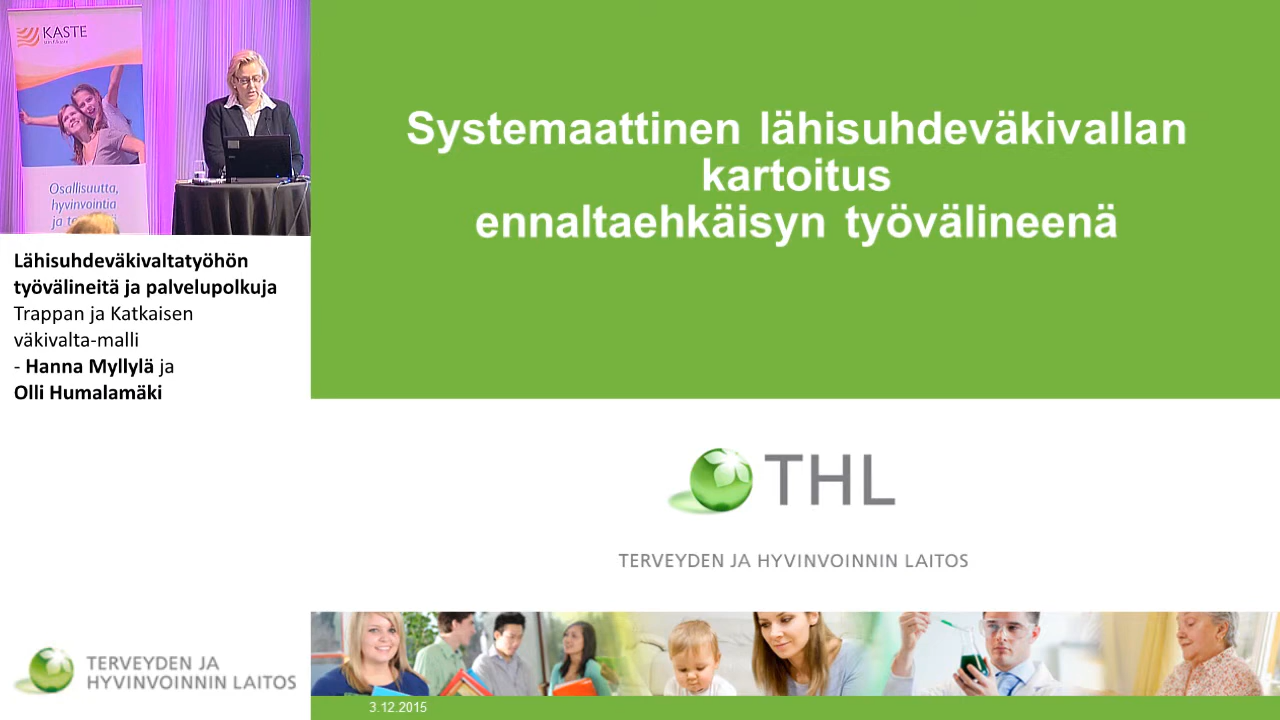 KASTE
Osallisuutta,
hyvinvointia
ja
Lähisuhdeväkivaltatyöhön
työvälineitä ja palvelupolkuja
Trappan ja Katkaisen
väkivalta-malli
- Hanna Myllylä ja
Olli Humalamäki
TERVEYDEN JA
HYVINVOINNIN LAITOS
Systemaattinen lähisuhdeväkivallan
kartoitus
ennaltaehkäisyn työvälineenä
THL
TERVEYDEN JA HYVINVOINNIN LAITOS
3.12.2015